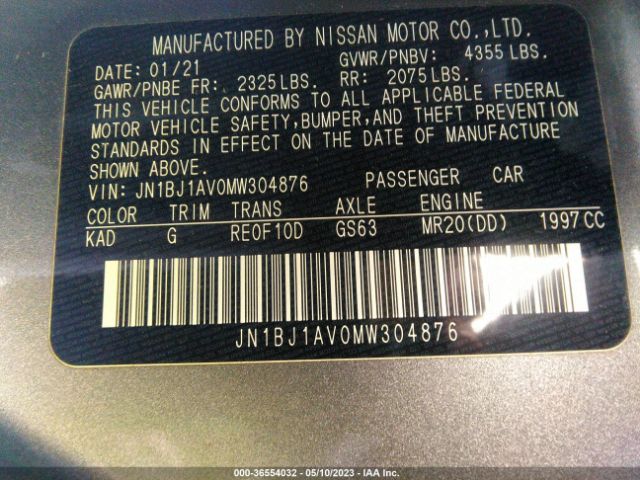 MANUFACTURED BY NISSAN MOTOR CO.,LTD.
DATE: 01/21 GVWR/PNBV: 4355 LBS.
GAWR/PNBE FR: 2325 LBS. RR: 2075 LBS.
THIS VEHICLE CONFORMS TO ALL APPLICABLE FEDERAL
MOTOR VEHICLE SAFETY,BUMPER,AND THEFT PREVENTION
STANDARDS IN EFFECT ON THE DATE OF MANUFACTURE
SHOWN ABOVE.
VIN: JN1BJ1AV0MW304876 PASSENGER CAR
COLOR TRIM TRANS AXLE ENGINE
KAD G RE0F10D GS63 MR20(DD) 1997CC
JN1BJ1AV0MW304876
000-36554032 — 05/10/2023 — IAA Inc.